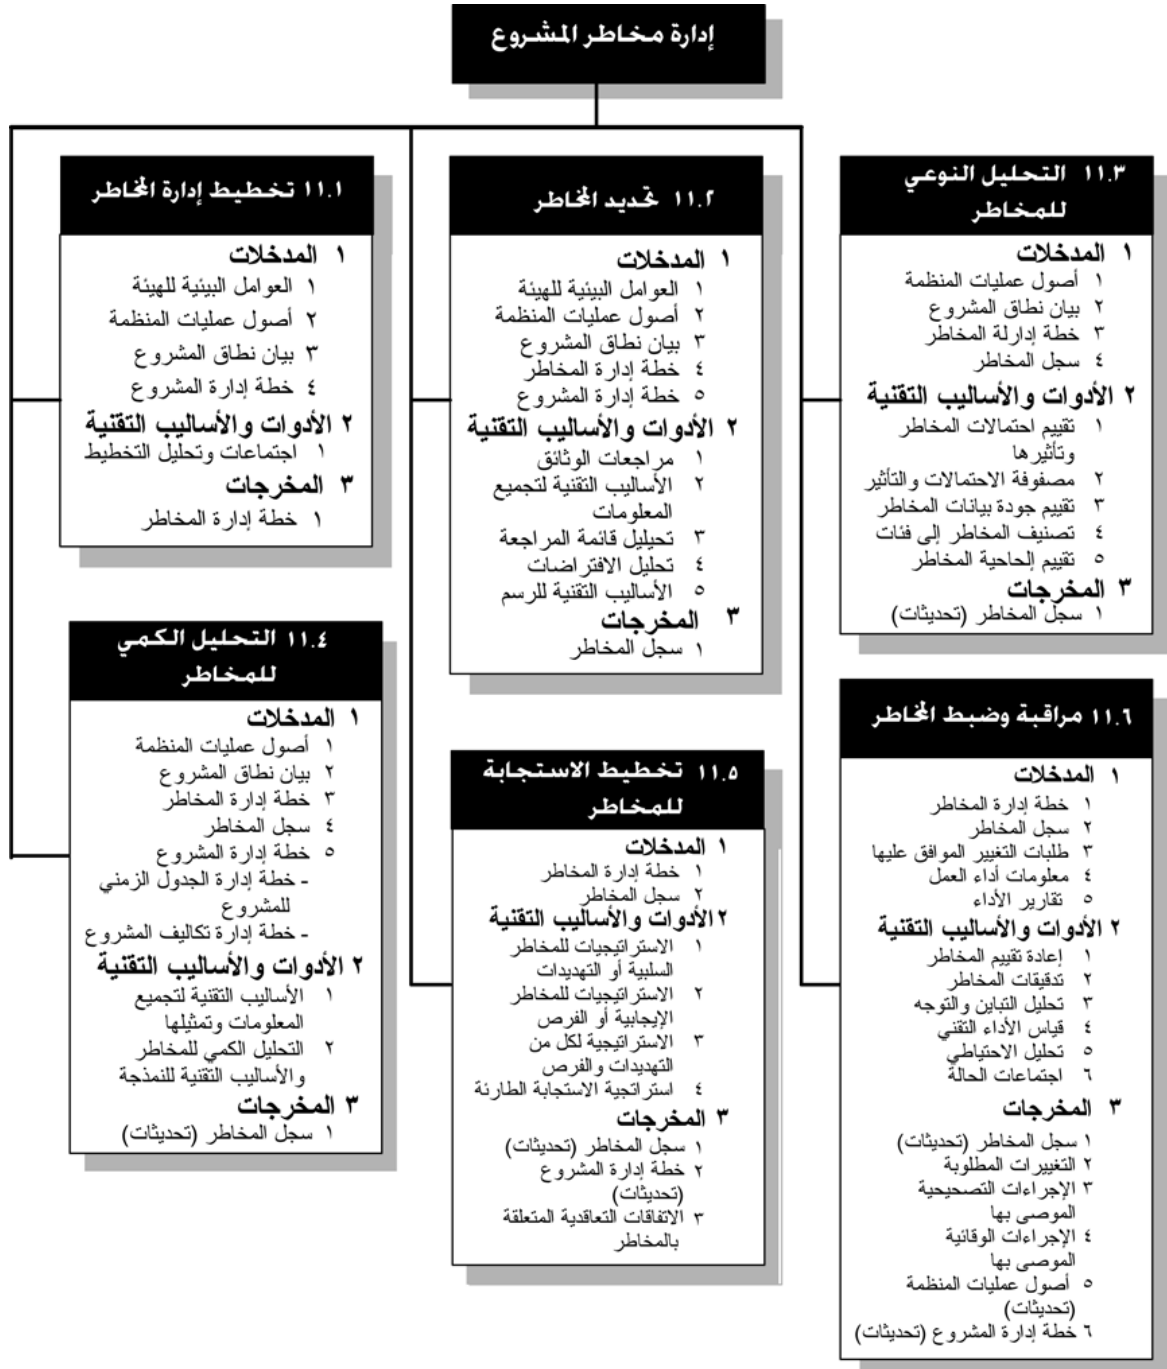 إدارة مخاطر المشروع
١١.١ تخطيط إدارة المخاطر
١ المدخلات
١ العوامل البيئية للهيئة
٢ أصول عمليات المنظمة
٣ بيان نطاق المشروع
٤ خطة إدارة المشروع
٢ الأدوات والأساليب التقنية
١ اجتماعات وتحليل التخطيط
٣ المخرجات
١ خطة إدارة المخاطر
١١.٢ تحديد المخاطر
١ المدخلات
١ العوامل البيئية للهيئة
٢ أصول عمليات المنظمة
٣ بيان نطاق المشروع
٤ خطة إدارة المخاطر
٥ خطة إدارة المشروع
٢ الأدوات والأساليب التقنية
١ مراجعات الوثائق
٢ الأساليب التقنية لتجميع
المعلومات
٣ تحيليل قائمة المراجعة
٤ تحليل الافتراضات
٥ الأساليب التقنية للرسم
٣ المخرجات
١ سجل المخاطر
١١.٣ التحليل النوعي
للمخاطر
١ المدخلات
١ أصول عمليات المنظمة
٢ بيان نطاق المشروع
٣ خطة إدارلة المخاطر
٤ سجل المخاطر
٢ الأدوات والأساليب التقنية
١ تقييم احتمالات المخاطر
وتأثيرها
٢ مصفوفة الاحتمالات والتأثير
٣ تقييم جودة بيانات المخاطر
٤ تصنيف المخاطر إلى فئات
٥ تقييم إلحاحية المخاطر
٣ المخرجات
١ سجل المخاطر (تحديثات)
١١.٤ التحليل الكمي
للمخاطر
١ المدخلات
١ أصول عمليات المنظمة
٢ بيان نطاق المشروع
٣ خطة إدارة المخاطر
٤ سجل المخاطر
٥ خطة إدارة المشروع
- خطة إدارة الجدول الزمني
للمشروع
- خطة إدارة تكاليف المشروع
٢ الأدوات والأساليب التقنية
١ الأساليب التقنية لتجميع
المعلومات وتمثيلها
٢ التحليل الكمي للمخاطر
والأساليب التقنية للنمذجة
٣ المخرجات
١ سجل المخاطر (تحديثات)
١١.٥ تخطيط الاستجابة
للمخاطر
١ المدخلات
١ خطة إدارة المخاطر
٢ سجل المخاطر
٢ الأدوات والأساليب التقنية
١ الاستراتيجيات للمخاطر
السلبية أو التهديدات
٢ الاستراتيجيات للمخاطر
الإيجابية أو الفرص
٣ الاستراتيجية لكل من
التهديدات والفرص
٤ استراتجية الاستجابة الطارئة
٣ المخرجات
١ سجل المخاطر (تحديثات)
٢ خطة إدارة المشروع
(تحديثات)
٣ الاتفاقات التعاقدية المتعلقة
بالمخاطر
١١.٦ مراقبة وضبط المخاطر
١ المدخلات
١ خطة إدارة المخاطر
٢ سجل المخاطر
٣ طلبات التغيير الموافق عليها
٤ معلومات أداء العمل
٥ تقارير الأداء
٢ الأدوات والأساليب التقنية
١ إعادة تقييم المخاطر
٢ تدقيقات المخاطر
٣ تحليل التباين والتوجه
٤ قياس الأداء التقني
٥ تحليل الاحتياطي
٦ اجتماعات الحالة
٣ المخرجات
١ سجل المخاطر (تحديثات)
٢ التغييرات المطلوبة
٣ الإجراءات التصحيحية
الموصى بها
٤ الإجراءات الوقائية
الموصى بها
٥ أصول عمليات المنظمة
(تحديثات)
٦ خطة إدارة المشروع (تحديثات)